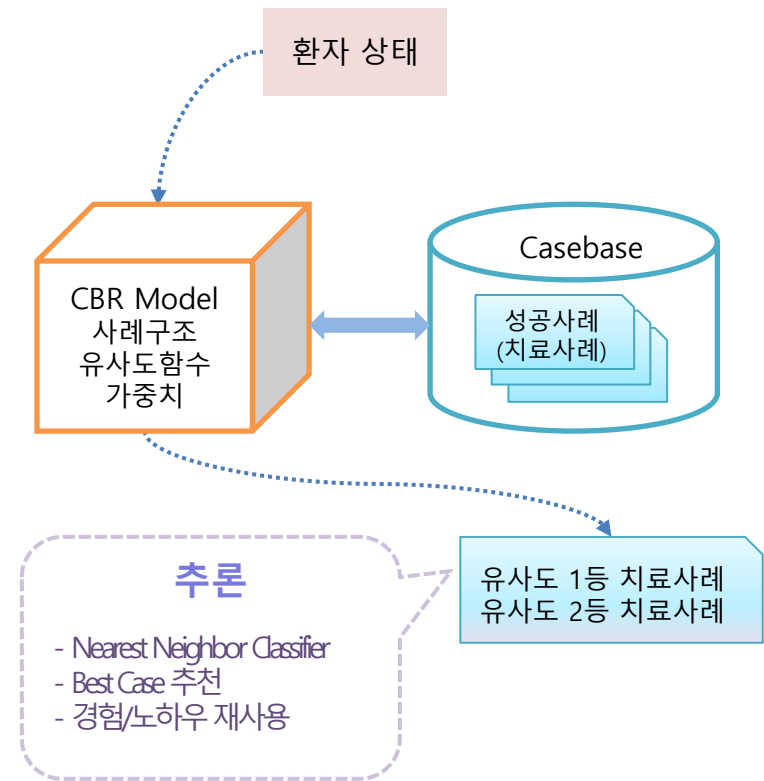 환자 상태
CBR Model
사례구조
유사도함수
가중치
Casebase
성공사례
(치료사례)
추론
- Nearest Neighbor Classifier
- Best Case 추천
- 경험/노하우 재사용
유사도 1등 치료사례
유사도 2등 치료사례